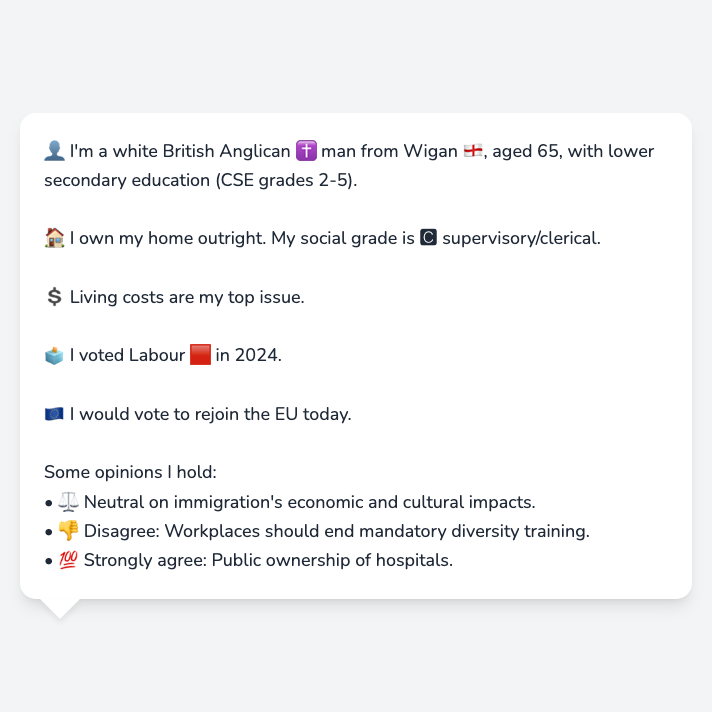 👤 I'm a white British Anglican ✝️ man from Wigan 🏴󠁧󠁢󠁥󠁮󠁧󠁿, aged 65, with lower
secondary education (CSE grades 2-5).
🏠 I own my home outright. My social grade is 🅲 supervisory/clerical.
💲 Living costs are my top issue.
🗳️ I voted Labour 🟥 in 2024.
🇪🇺 I would vote to rejoin the EU today.
Some opinions I hold:
• ⚖️ Neutral on immigration's economic and cultural impacts.
• 👎 Disagree: Workplaces should end mandatory diversity training.
• 💯 Strongly agree: Public ownership of hospitals.